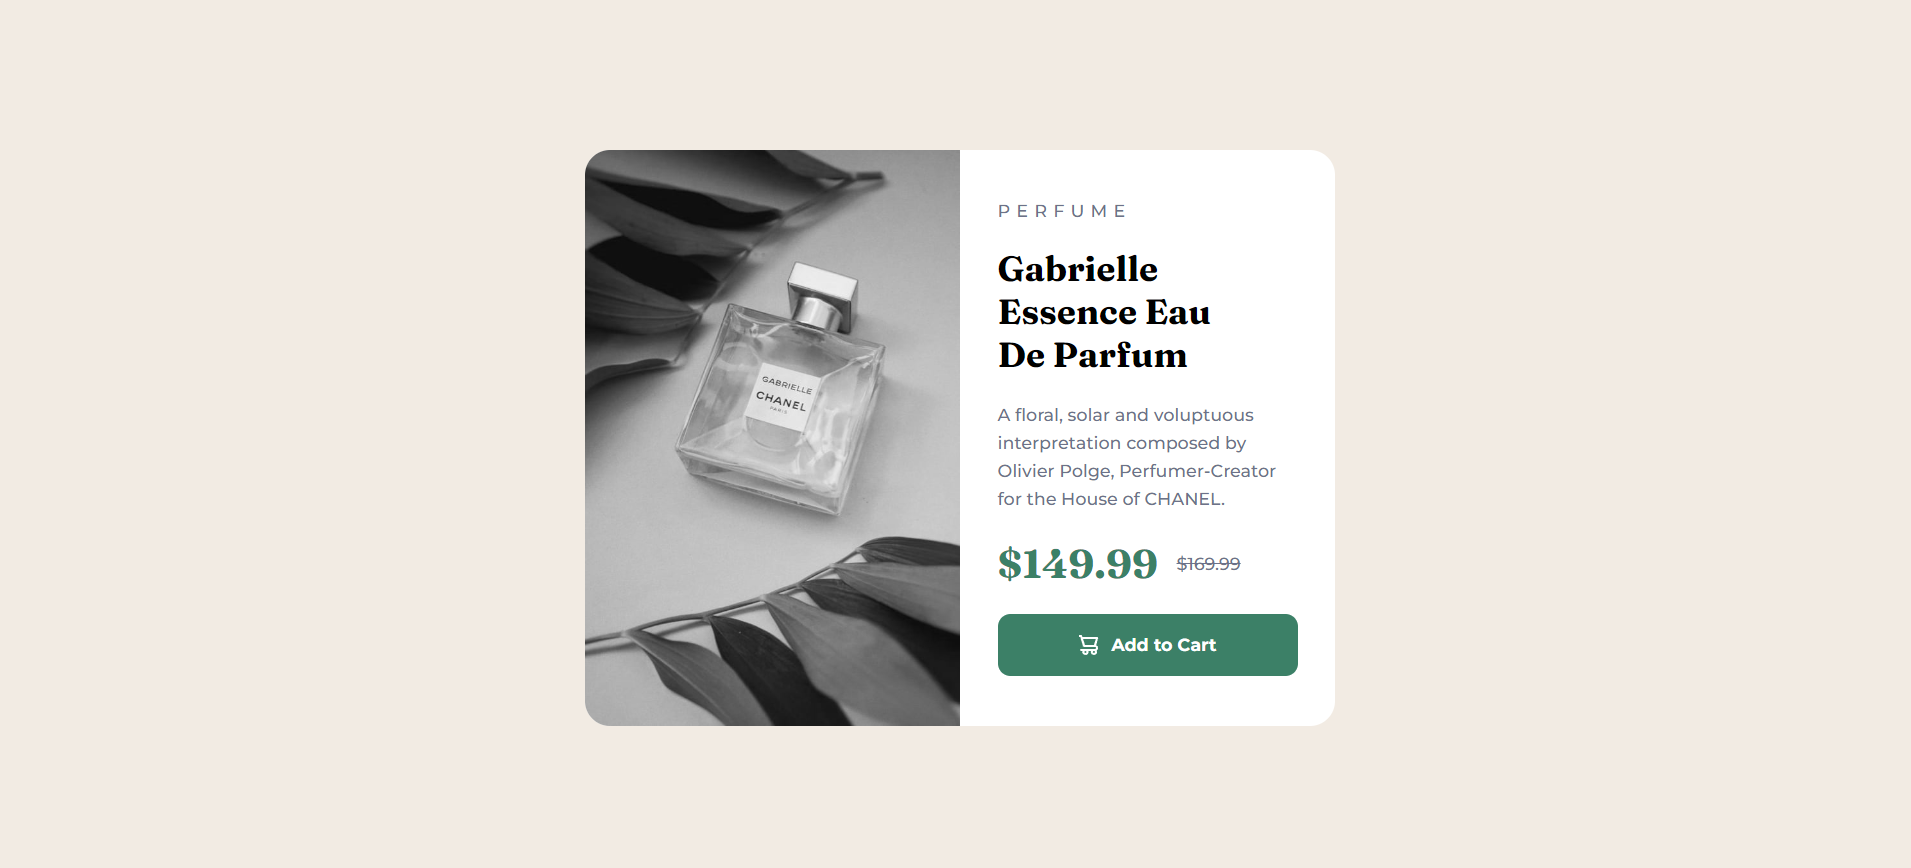 GABRIELLE
CHANEL
PARIS
PERFUME
Gabrielle
Essence Eau
De Parfum
A floral, solar and voluptuous
interpretation composed by
Olivier Polge, Perfumer-Creator
for the House of CHANEL.
$149.99 $169.99
Add to Cart